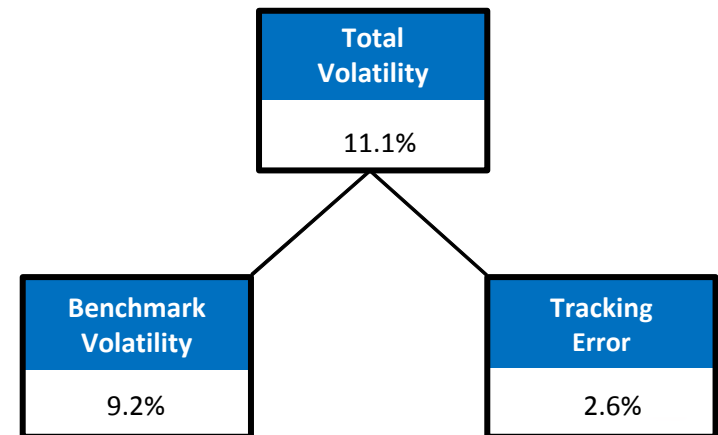 Total
Volatility
11.1%
Benchmark
Volatility
9.2%
Tracking
Error
2.6%